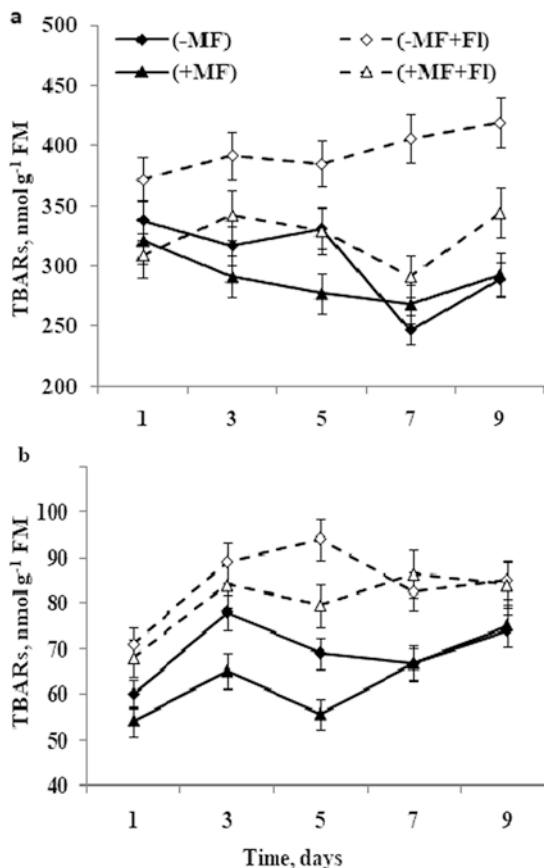 a
(-MF) (-MF+Fl)
(+MF) (+MF+Fl)
TBARs, nmol g⁻¹ FM
500
450
400
350
300
250
200
1 3 5 7 9
b
TBARs, nmol g⁻¹ FM
100
90
80
70
60
50
40
1 3 5 7 9
Time, days